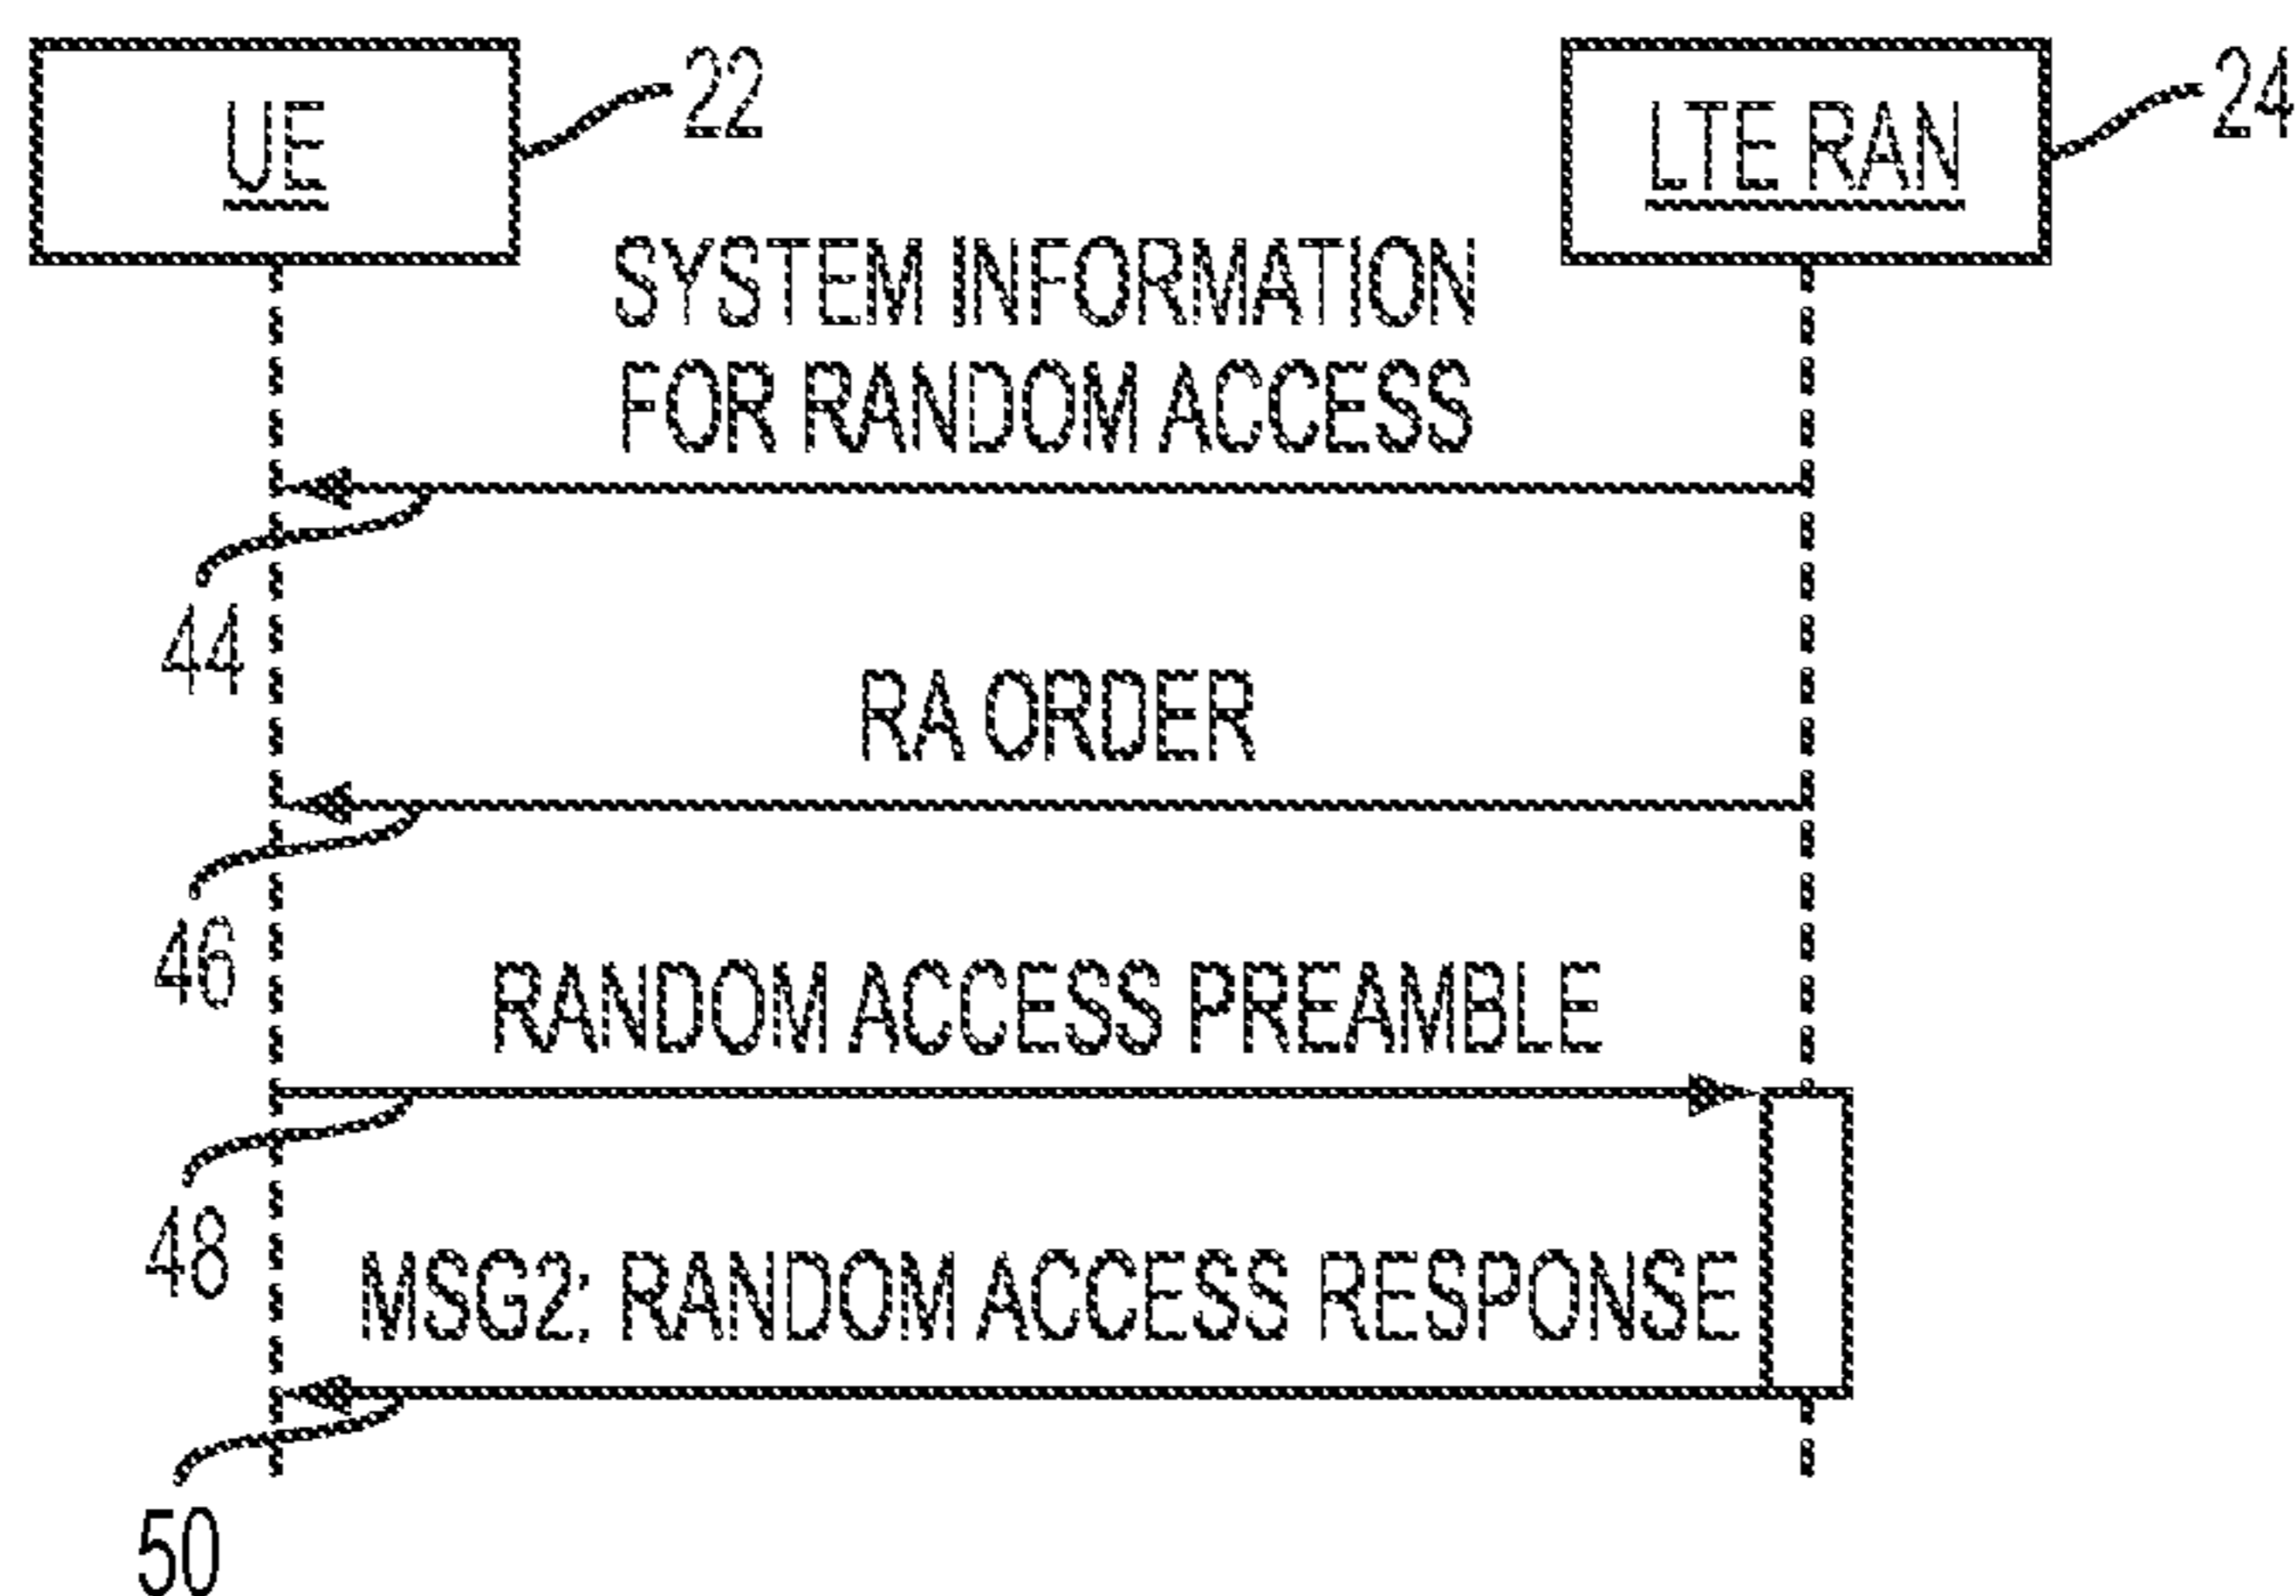 UE
22
LTE RAN
24
SYSTEM INFORMATION
FOR RANDOM ACCESS
44
RA ORDER
46
RANDOM ACCESS PREAMBLE
48
MSG2: RANDOM ACCESS RESPONSE
50